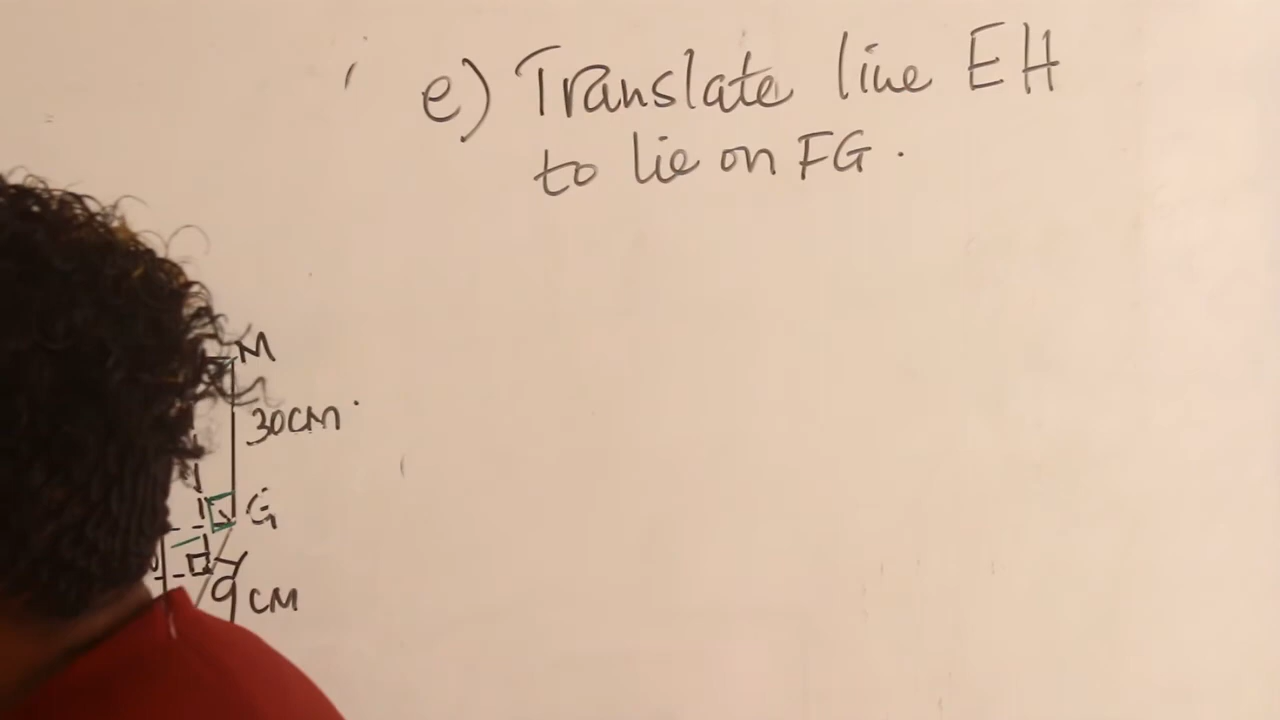 e) Translate line EH
to lie on FG.
M
30CM
G
Y
9CM